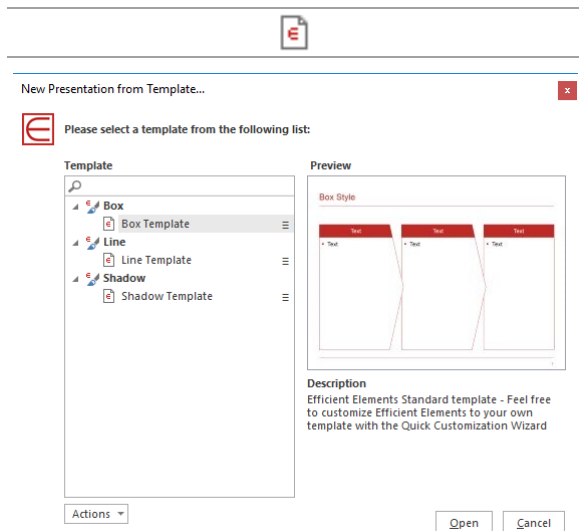 New Presentation from Template...
x
Please select a template from the following list:
Template
Preview
Box
Box Template
Line
Line Template
Shadow
Shadow Template
Box Style
Text Text Text
• Text • Text • Text
Description
Efficient Elements Standard template - Feel free
to customize Efficient Elements to your own
template with the Quick Customization Wizard
Actions
Open Cancel